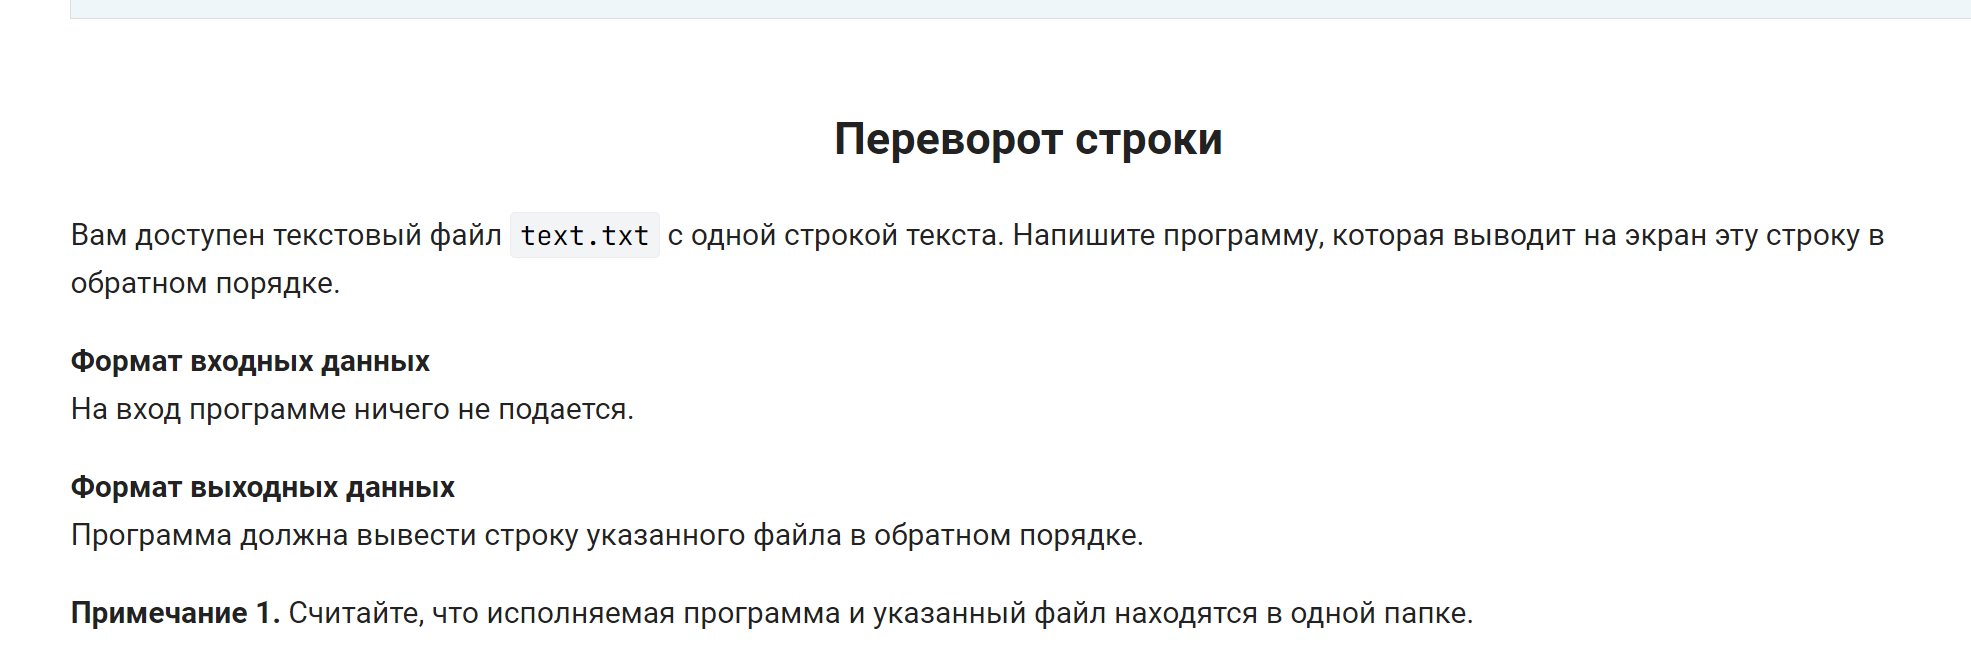 Переворот строки
Вам доступен текстовый файл text.txt с одной строкой текста. Напишите программу, которая выводит на экран эту строку в
обратном порядке.
Формат входных данных
На вход программе ничего не подается.
Формат выходных данных
Программа должна вывести строку указанного файла в обратном порядке.
Примечание 1. Считайте, что исполняемая программа и указанный файл находятся в одной папке.